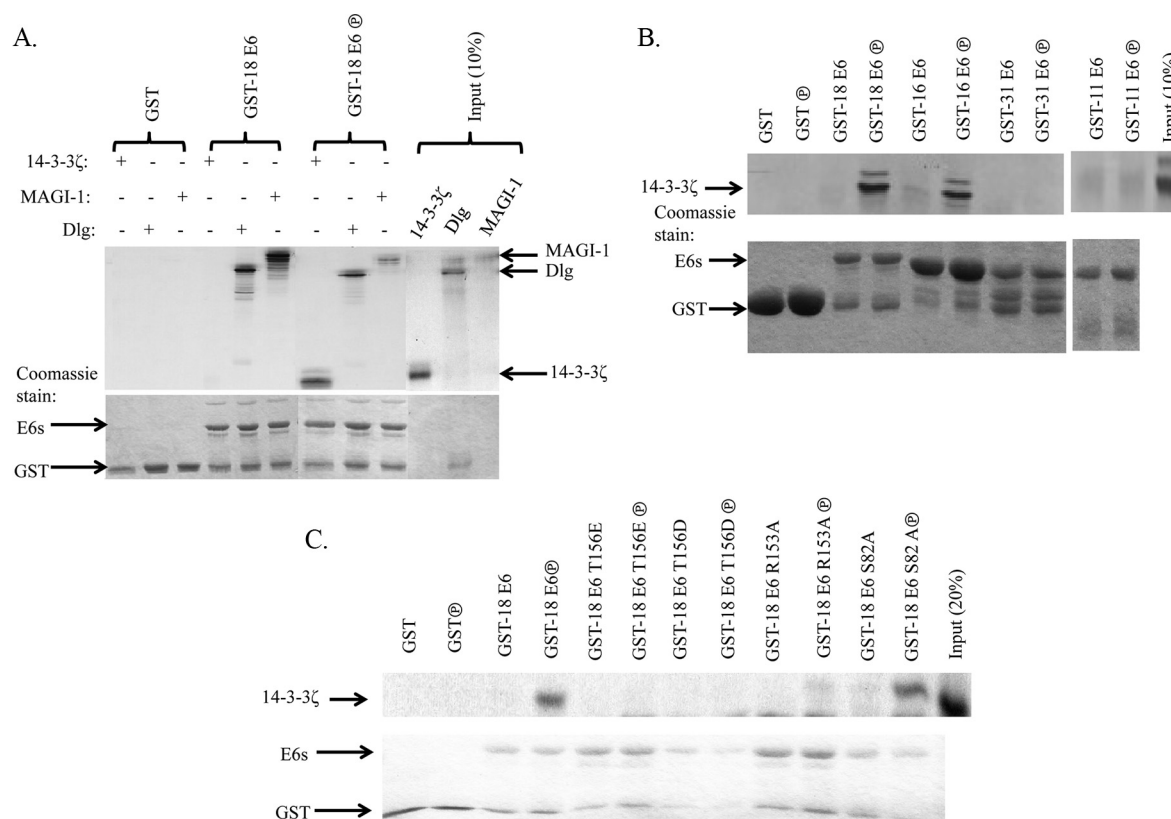 A.
GST
GST-18 E6
GST-18 E6 Ⓟ
Input (10%)
14-3-3ζ: + - - + - - + - -
MAGI-1: - - + - - + - - +
Dlg: - + - - + - - + -
14-3-3ζ
Dlg
MAGI-1
MAGI-1
Dlg
14-3-3ζ
Coomassie
stain:
E6s
GST
B.
GST
GST Ⓟ
GST-18 E6
GST-18 E6 Ⓟ
GST-16 E6
GST-16 E6 Ⓟ
GST-31 E6
GST-31 E6 Ⓟ
GST-11 E6
GST-11 E6 Ⓟ
Input (10%)
14-3-3ζ
Coomassie
stain:
E6s
GST
C.
GST
GSTⓅ
GST-18 E6
GST-18 E6Ⓟ
GST-18 E6 T156E
GST-18 E6 T156E Ⓟ
GST-18 E6 T156D
GST-18 E6 T156D Ⓟ
GST-18 E6 R153A
GST-18 E6 R153A Ⓟ
GST-18 E6 S82A
GST-18 E6 S82 AⓅ
Input (20%)
14-3-3ζ
E6s
GST